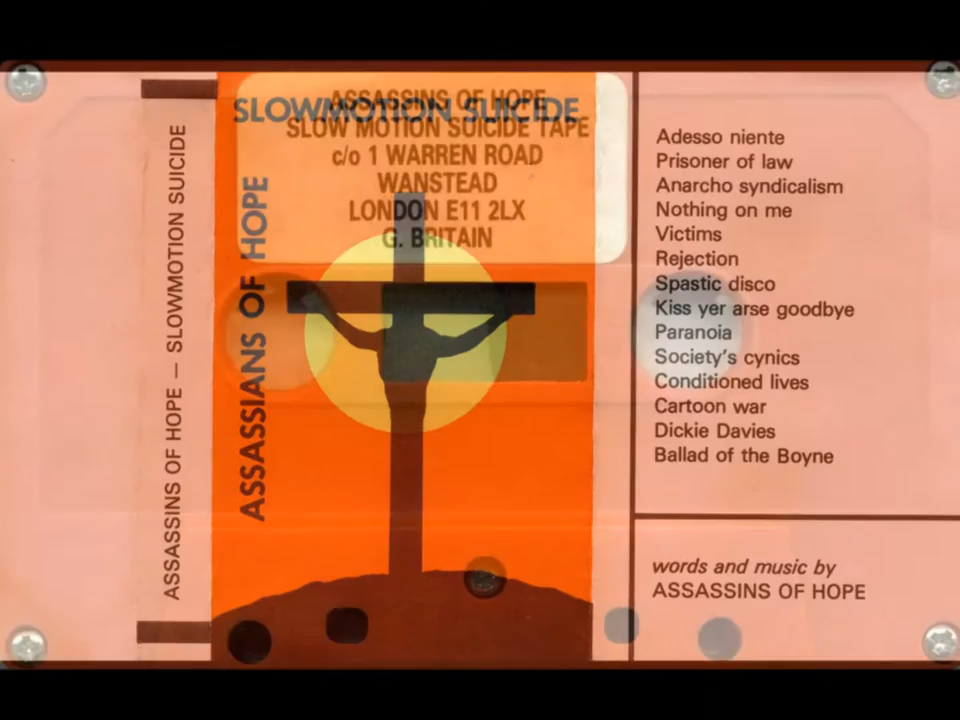 ASSASSINS OF HOPE — SLOWMOTION SUICIDE
SLOWMOTION SUICIDE
ASSASSIANS OF HOPE
ASSASSINS OF HOPE
SLOW MOTION SUICIDE TAPE
c/o 1 WARREN ROAD
WANSTEAD
LONDON E11 2LX
G. BRITAIN
Adesso niente
Prisoner of law
Anarcho syndicalism
Nothing on me
Victims
Rejection
Spastic disco
Kiss yer arse goodbye
Paranoia
Society's cynics
Conditioned lives
Cartoon war
Dickie Davies
Ballad of the Boyne
words and music by
ASSASSINS OF HOPE